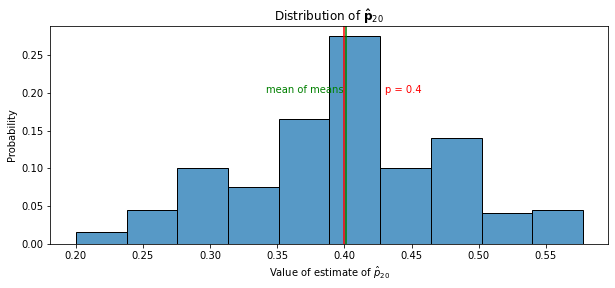 Distribution of p̂₂₀
0.25
0.20
0.15
0.10
0.05
0.00
Probability
mean of means
p = 0.4
0.20 0.25 0.30 0.35 0.40 0.45 0.50 0.55
Value of estimate of p̂₂₀